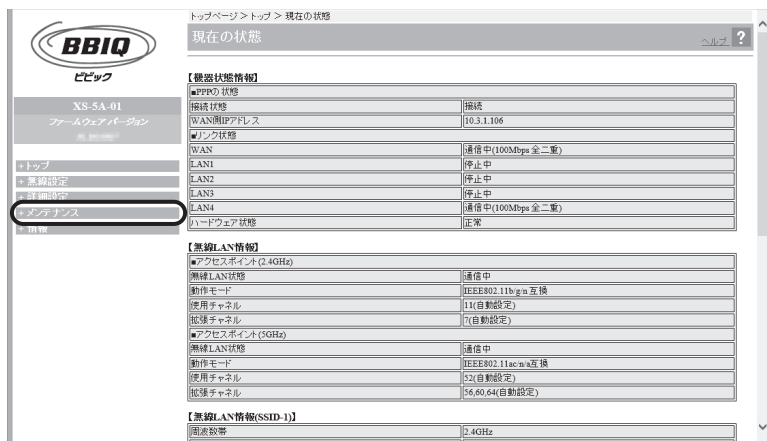 トップページ > トップ > 現在の状態
BBIQ
ビビック
XS-5A-01
ファームウェアバージョン
+トップ
+無線設定
+詳細設定
+メンテナンス
+情報
現在の状態
ヘルプ ?
【機器状態情報】
■PPPの状態
接続状態 接続
WAN側IPアドレス 10.3.1.106
■リンク状態
WAN 通信中(100Mbps 全二重)
LAN1 停止中
LAN2 停止中
LAN3 停止中
LAN4 通信中(100Mbps 全二重)
ハードウェア状態 正常
【無線LAN情報】
■アクセスポイント(2.4GHz)
無線LAN状態 通信中
動作モード IEEE802.11b/g/n互換
使用チャネル 11(自動設定)
拡張チャネル 7(自動設定)
■アクセスポイント(5GHz)
無線LAN状態 通信中
動作モード IEEE802.11ac/n/a互換
使用チャネル 52(自動設定)
拡張チャネル 56,60,64(自動設定)
【無線LAN情報(SSID-1)】
周波数帯 2.4GHz